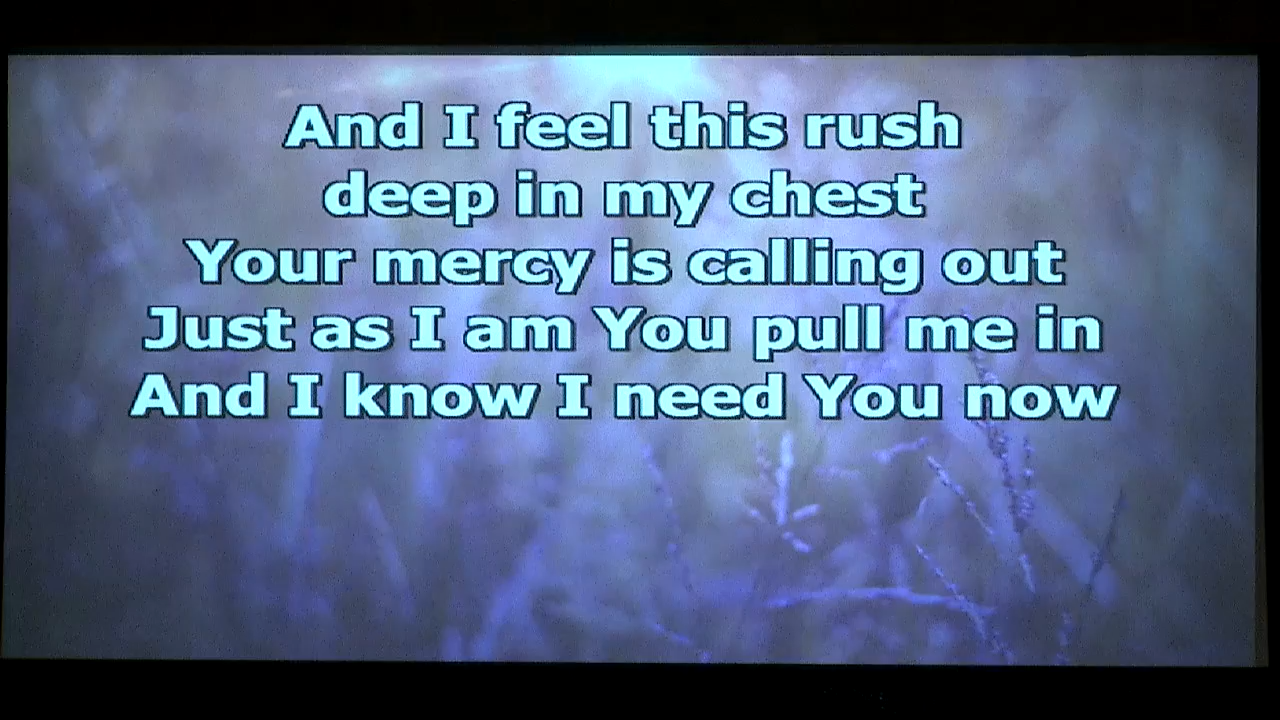 And I feel this rush
deep in my chest
Your mercy is calling out
Just as I am You pull me in
And I know I need You now